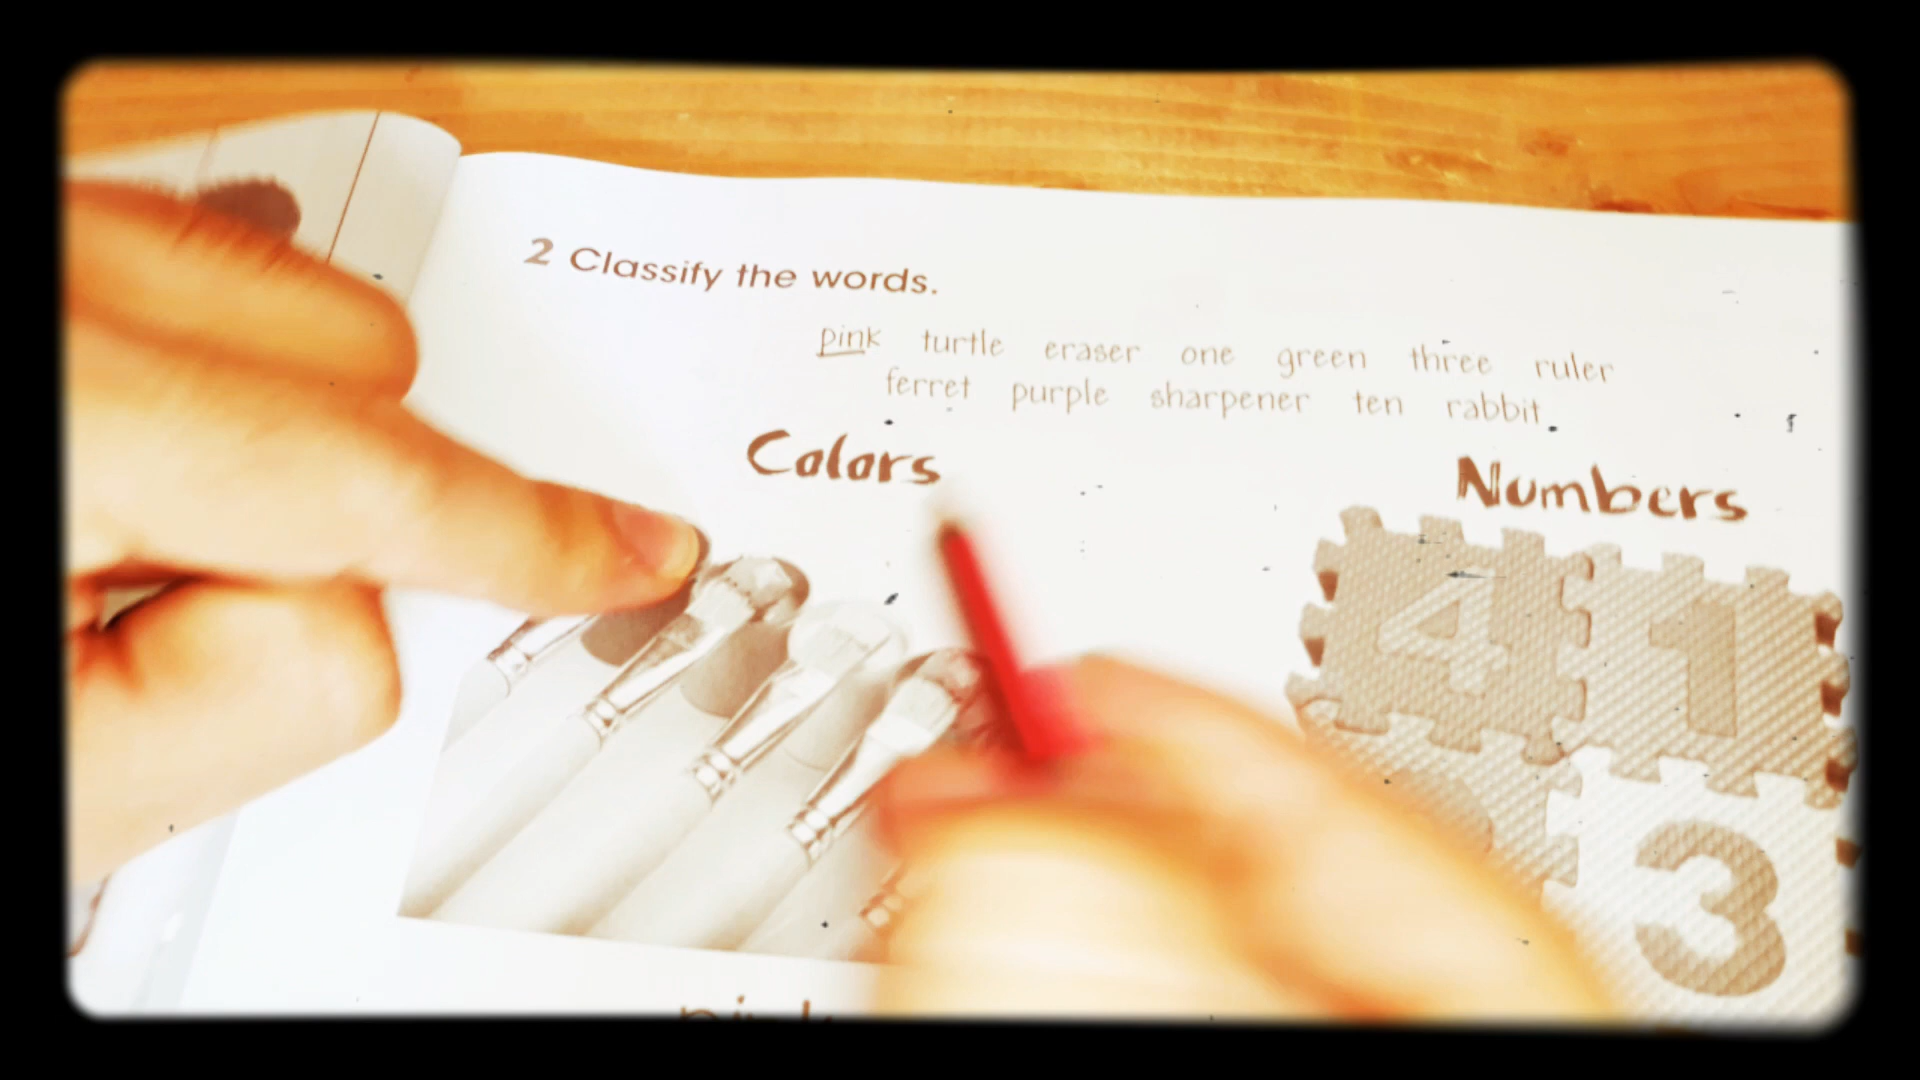 2 Classify the words.
pink turtle eraser one green three ruler
ferret purple sharpener ten rabbit
Colors
Numbers
4 1
3
pink